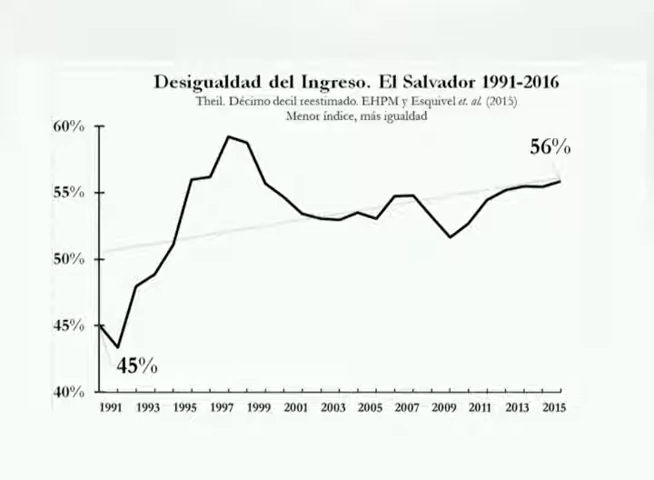 Desigualdad del Ingreso. El Salvador 1991-2016
Theil. Décimo decil reestimado. EHPM y Esquivel et. al. (2015)
Menor índice, más igualdad
60%
56%
55%
50%
45%
45%
40%
1991 1993 1995 1997 1999 2001 2003 2005 2007 2009 2011 2013 2015